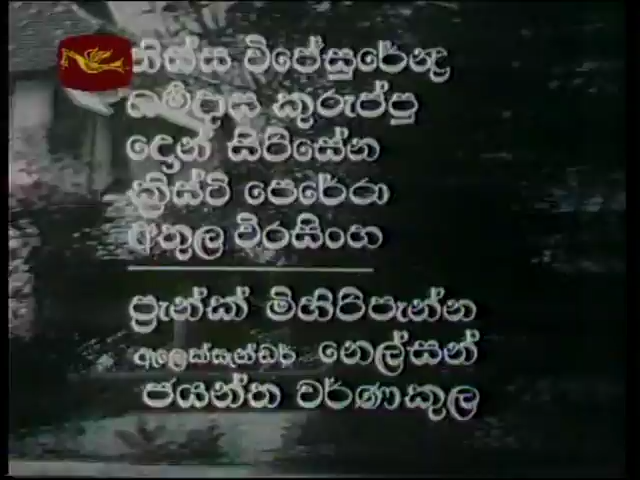 තිස්ස විජේසුරේන්ද්‍ර
ධර්මදාස කුරුප්පු
දොන් සිරිසේන
ක්‍රිස්ටි පෙරේරා
අතුල වීරසිංහ
ප්‍රැන්ක් මිගිරිපැන්න
ඇලෙක්සැන්ඩර් නෙල්සන්
ජයන්ත වර්ණකුල